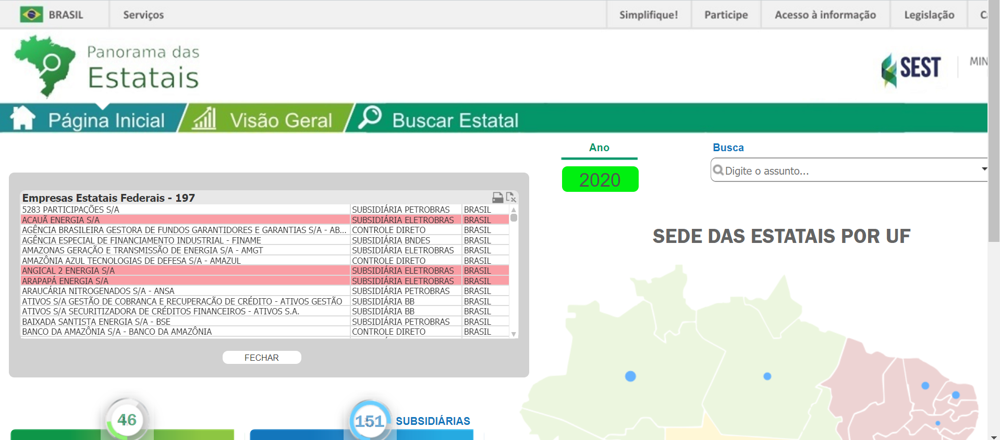 BRASIL Serviços Simplifique! Participe Acesso à informação Legislação
Panorama das
Estatais
SEST
MIN
Página Inicial Visão Geral Buscar Estatal
Ano
Busca
2020
Digite o assunto...
Empresas Estatais Federais - 197
5283 PARTICIPAÇÕES S/A SUBSIDIÁRIA PETROBRAS BRASIL
ACAUÃ ENERGIA S/A SUBSIDIÁRIA ELETROBRAS BRASIL
AGÊNCIA BRASILEIRA GESTORA DE FUNDOS GARANTIDORES E GARANTIAS S/A - AB... CONTROLE DIRETO BRASIL
AGÊNCIA ESPECIAL DE FINANCIAMENTO INDUSTRIAL - FINAME SUBSIDIÁRIA BNDES BRASIL
AMAZONAS GERAÇÃO E TRANSMISSÃO DE ENERGIA S/A - AMGT SUBSIDIÁRIA ELETROBRAS BRASIL
AMAZÔNIA AZUL TECNOLOGIAS DE DEFESA S/A - AMAZUL CONTROLE DIRETO BRASIL
ANGICAL 2 ENERGIA S/A SUBSIDIÁRIA ELETROBRAS BRASIL
ARAPAPÁ ENERGIA S/A SUBSIDIÁRIA ELETROBRAS BRASIL
ARAUCÁRIA NITROGENADOS S/A - ANSA SUBSIDIÁRIA PETROBRAS BRASIL
ATIVOS S/A GESTÃO DE COBRANÇA E RECUPERAÇÃO DE CRÉDITO - ATIVOS GESTÃO SUBSIDIÁRIA BB BRASIL
ATIVOS S/A SECURITIZADORA DE CRÉDITOS FINANCEIROS - ATIVOS S.A. SUBSIDIÁRIA BB BRASIL
BAIXADA SANTISTA ENERGIA S/A - BSE SUBSIDIÁRIA PETROBRAS BRASIL
BANCO DA AMAZÔNIA S/A - BANCO DA AMAZÔNIA CONTROLE DIRETO BRASIL
FECHAR
SEDE DAS ESTATAIS POR UF
46
151 SUBSIDIÁRIAS